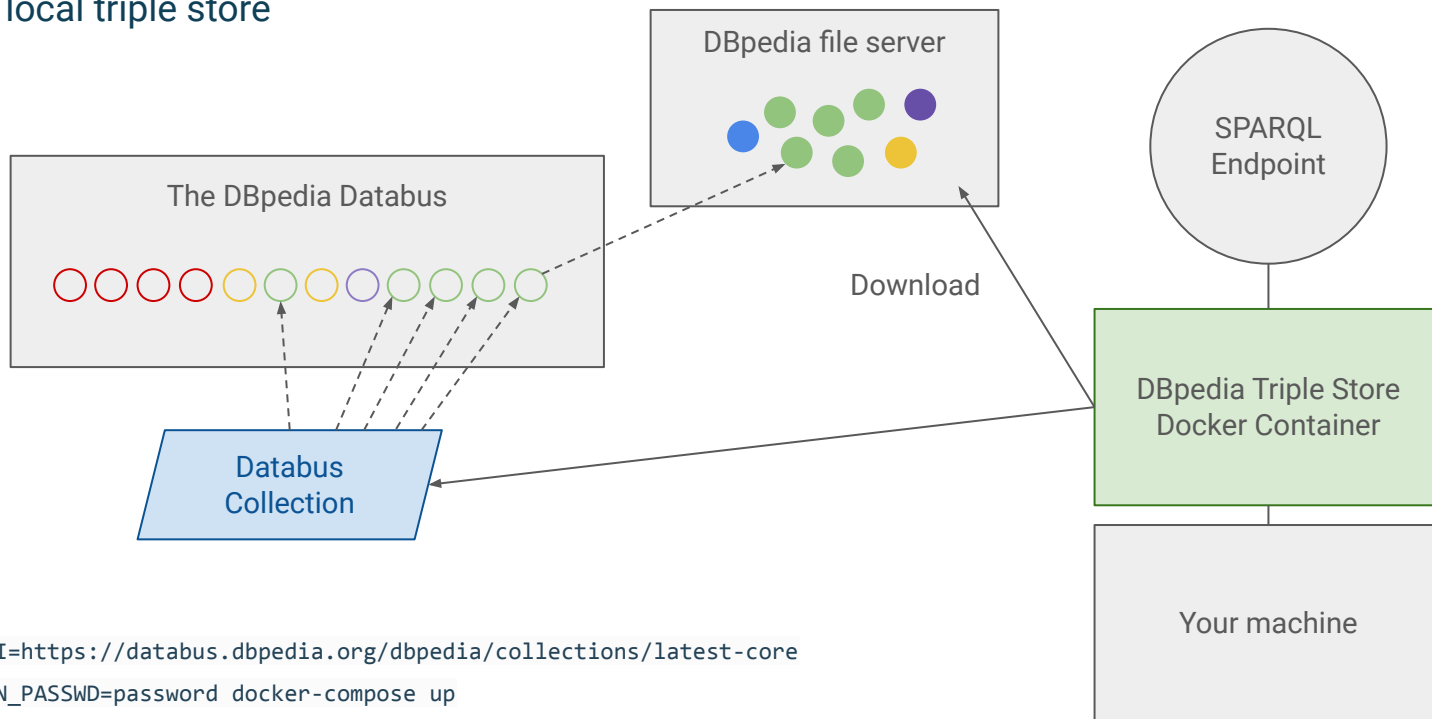 local triple store
DBpedia file server
SPARQL
Endpoint
The DBpedia Databus
Download
DBpedia Triple Store
Docker Container
Databus
Collection
Your machine
I=https://databus.dbpedia.org/dbpedia/collections/latest-core
N_PASSWD=password docker-compose up